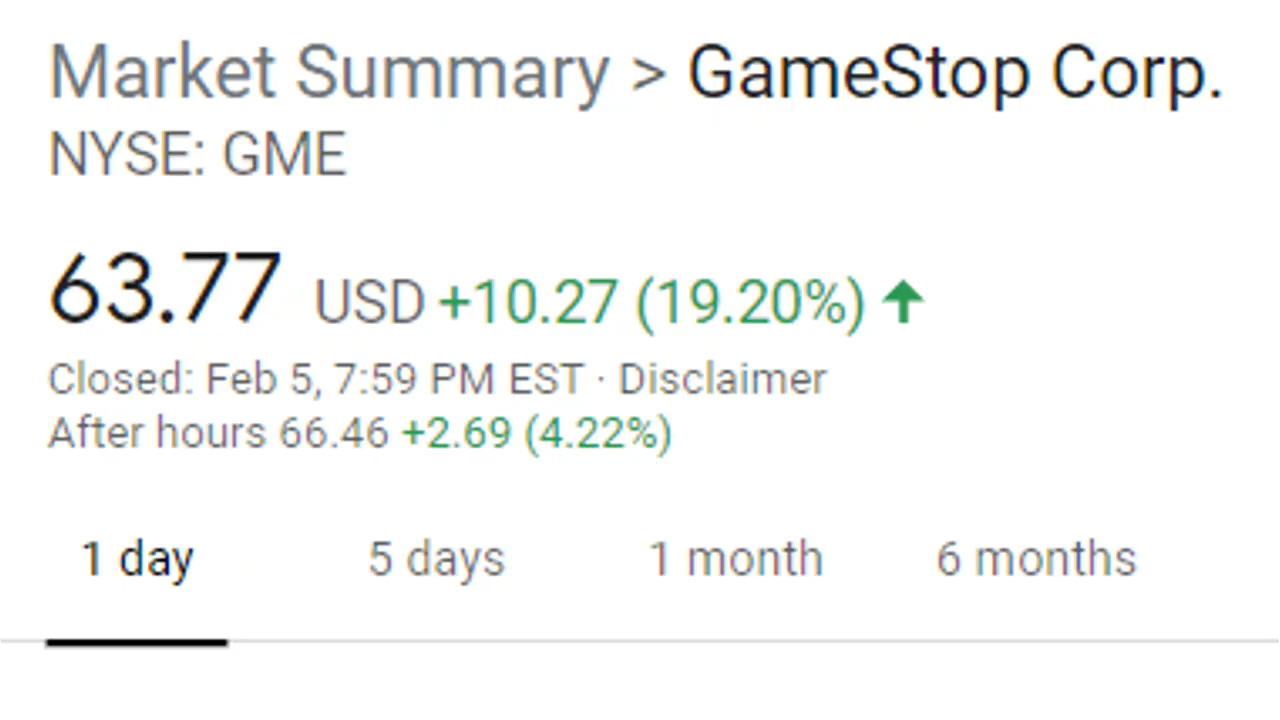 Market Summary > GameStop Corp.
NYSE: GME
63.77 USD +10.27 (19.20%) ↑
Closed: Feb 5, 7:59 PM EST · Disclaimer
After hours 66.46 +2.69 (4.22%)
1 day 5 days 1 month 6 months